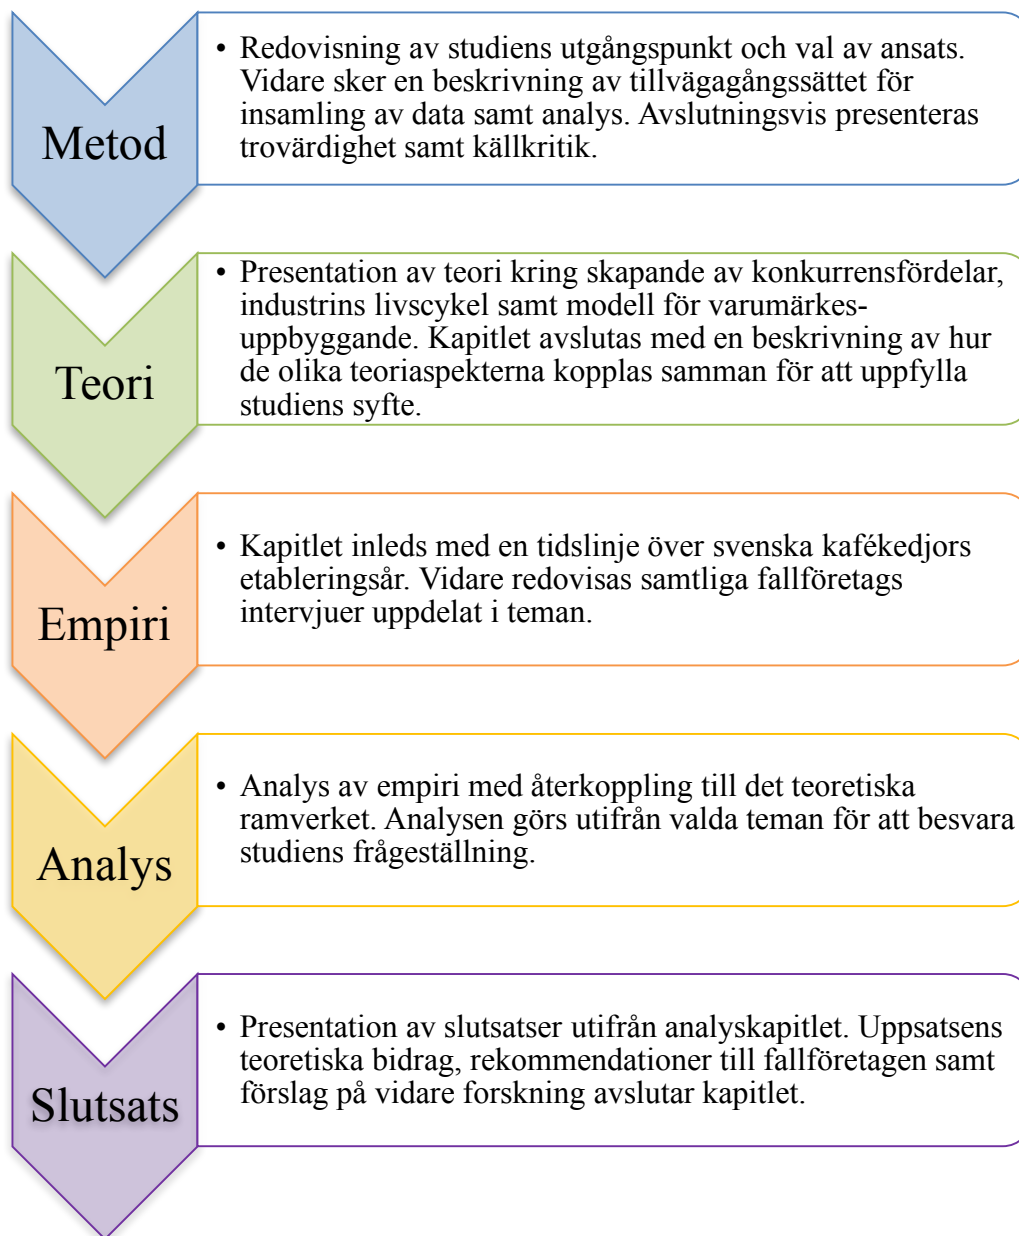 Metod
• Redovisning av studiens utgångspunkt och val av ansats.
Vidare sker en beskrivning av tillvägagångssättet för
insamling av data samt analys. Avslutningsvis presenteras
trovärdighet samt källkritik.
Teori
• Presentation av teori kring skapande av konkurrensfördelar,
industrins livscykel samt modell för varumärkes-
uppbyggande. Kapitlet avslutas med en beskrivning av hur
de olika teoriaspekterna kopplas samman för att uppfylla
studiens syfte.
Empiri
• Kapitlet inleds med en tidslinje över svenska kafékedjors
etableringsår. Vidare redovisas samtliga fallföretags
intervjuer uppdelat i teman.
Analys
• Analys av empiri med återkoppling till det teoretiska
ramverket. Analysen görs utifrån valda teman för att besvara
studiens frågeställning.
Slutsats
• Presentation av slutsatser utifrån analyskapitlet. Uppsatsens
teoretiska bidrag, rekommendationer till fallföretagen samt
förslag på vidare forskning avslutar kapitlet.